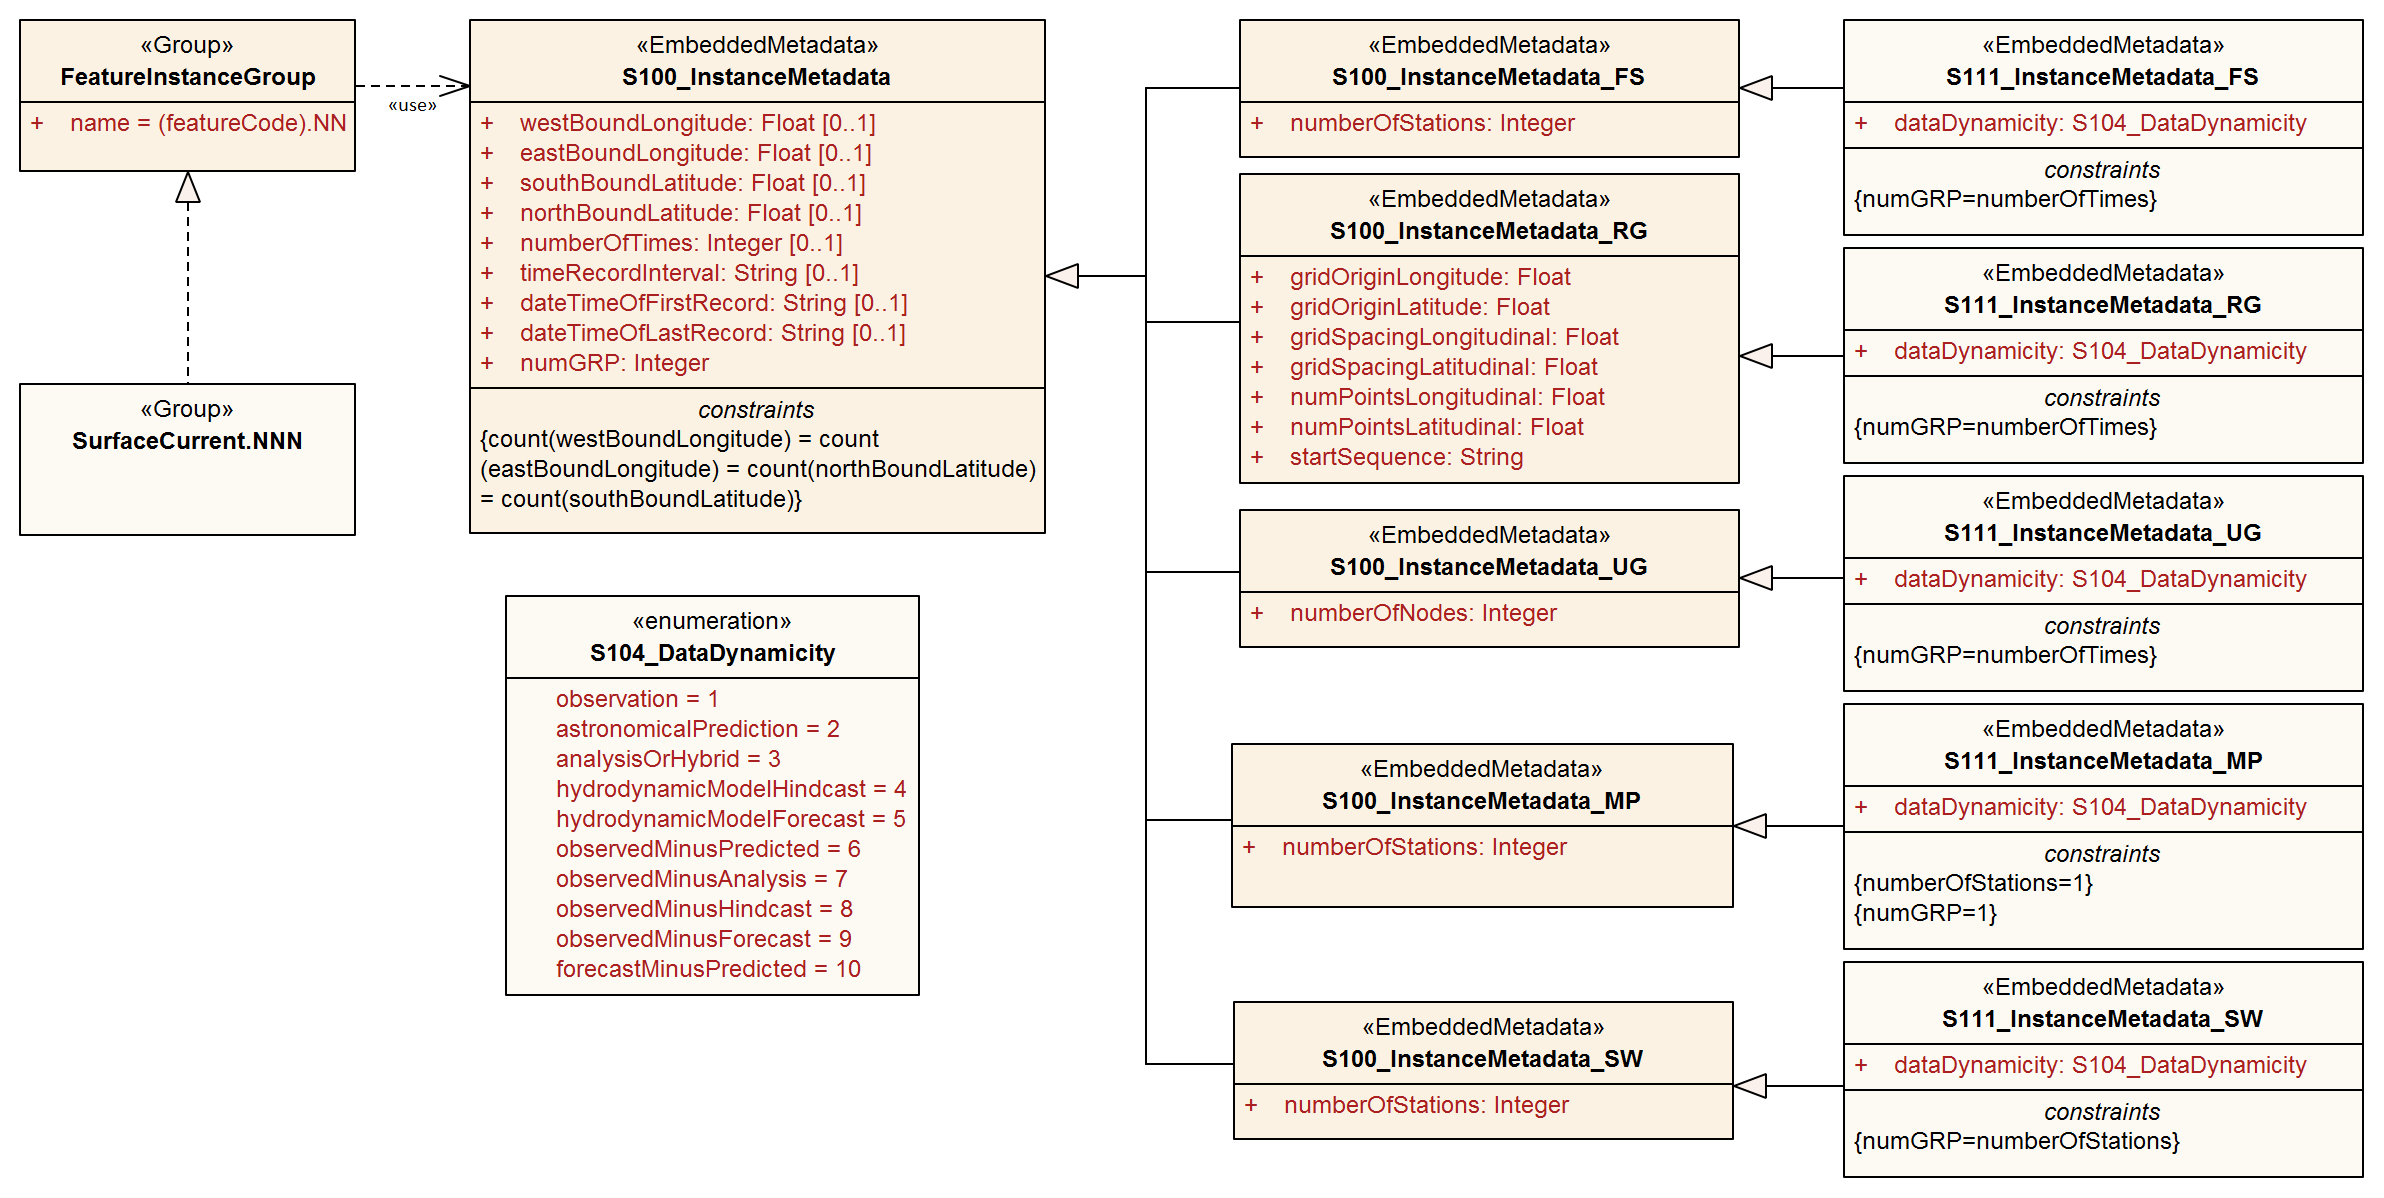 «Group»
FeatureInstanceGroup
+ name = (featureCode).NN
«use»
«Group»
SurfaceCurrent.NNN
«EmbeddedMetadata»
S100_InstanceMetadata
+ westBoundLongitude: Float [0..1]
+ eastBoundLongitude: Float [0..1]
+ southBoundLatitude: Float [0..1]
+ northBoundLatitude: Float [0..1]
+ numberOfTimes: Integer [0..1]
+ timeRecordInterval: String [0..1]
+ dateTimeOfFirstRecord: String [0..1]
+ dateTimeOfLastRecord: String [0..1]
+ numGRP: Integer
constraints
{count(westBoundLongitude) = count
(eastBoundLongitude) = count(northBoundLatitude)
= count(southBoundLatitude)}
«enumeration»
S104_DataDynamicity
observation = 1
astronomicalPrediction = 2
analysisOrHybrid = 3
hydrodynamicModelHindcast = 4
hydrodynamicModelForecast = 5
observedMinusPredicted = 6
observedMinusAnalysis = 7
observedMinusHindcast = 8
observedMinusForecast = 9
forecastMinusPredicted = 10
«EmbeddedMetadata»
S100_InstanceMetadata_FS
+ numberOfStations: Integer
«EmbeddedMetadata»
S100_InstanceMetadata_RG
+ gridOriginLongitude: Float
+ gridOriginLatitude: Float
+ gridSpacingLongitudinal: Float
+ gridSpacingLatitudinal: Float
+ numPointsLongitudinal: Float
+ numPointsLatitudinal: Float
+ startSequence: String
«EmbeddedMetadata»
S100_InstanceMetadata_UG
+ numberOfNodes: Integer
«EmbeddedMetadata»
S100_InstanceMetadata_MP
+ numberOfStations: Integer
«EmbeddedMetadata»
S100_InstanceMetadata_SW
+ numberOfStations: Integer
«EmbeddedMetadata»
S111_InstanceMetadata_FS
+ dataDynamicity: S104_DataDynamicity
constraints
{numGRP=numberOfTimes}
«EmbeddedMetadata»
S111_InstanceMetadata_RG
+ dataDynamicity: S104_DataDynamicity
constraints
{numGRP=numberOfTimes}
«EmbeddedMetadata»
S111_InstanceMetadata_UG
+ dataDynamicity: S104_DataDynamicity
constraints
{numGRP=numberOfTimes}
«EmbeddedMetadata»
S111_InstanceMetadata_MP
+ dataDynamicity: S104_DataDynamicity
constraints
{numberOfStations=1}
{numGRP=1}
«EmbeddedMetadata»
S111_InstanceMetadata_SW
+ dataDynamicity: S104_DataDynamicity
constraints
{numGRP=numberOfStations}